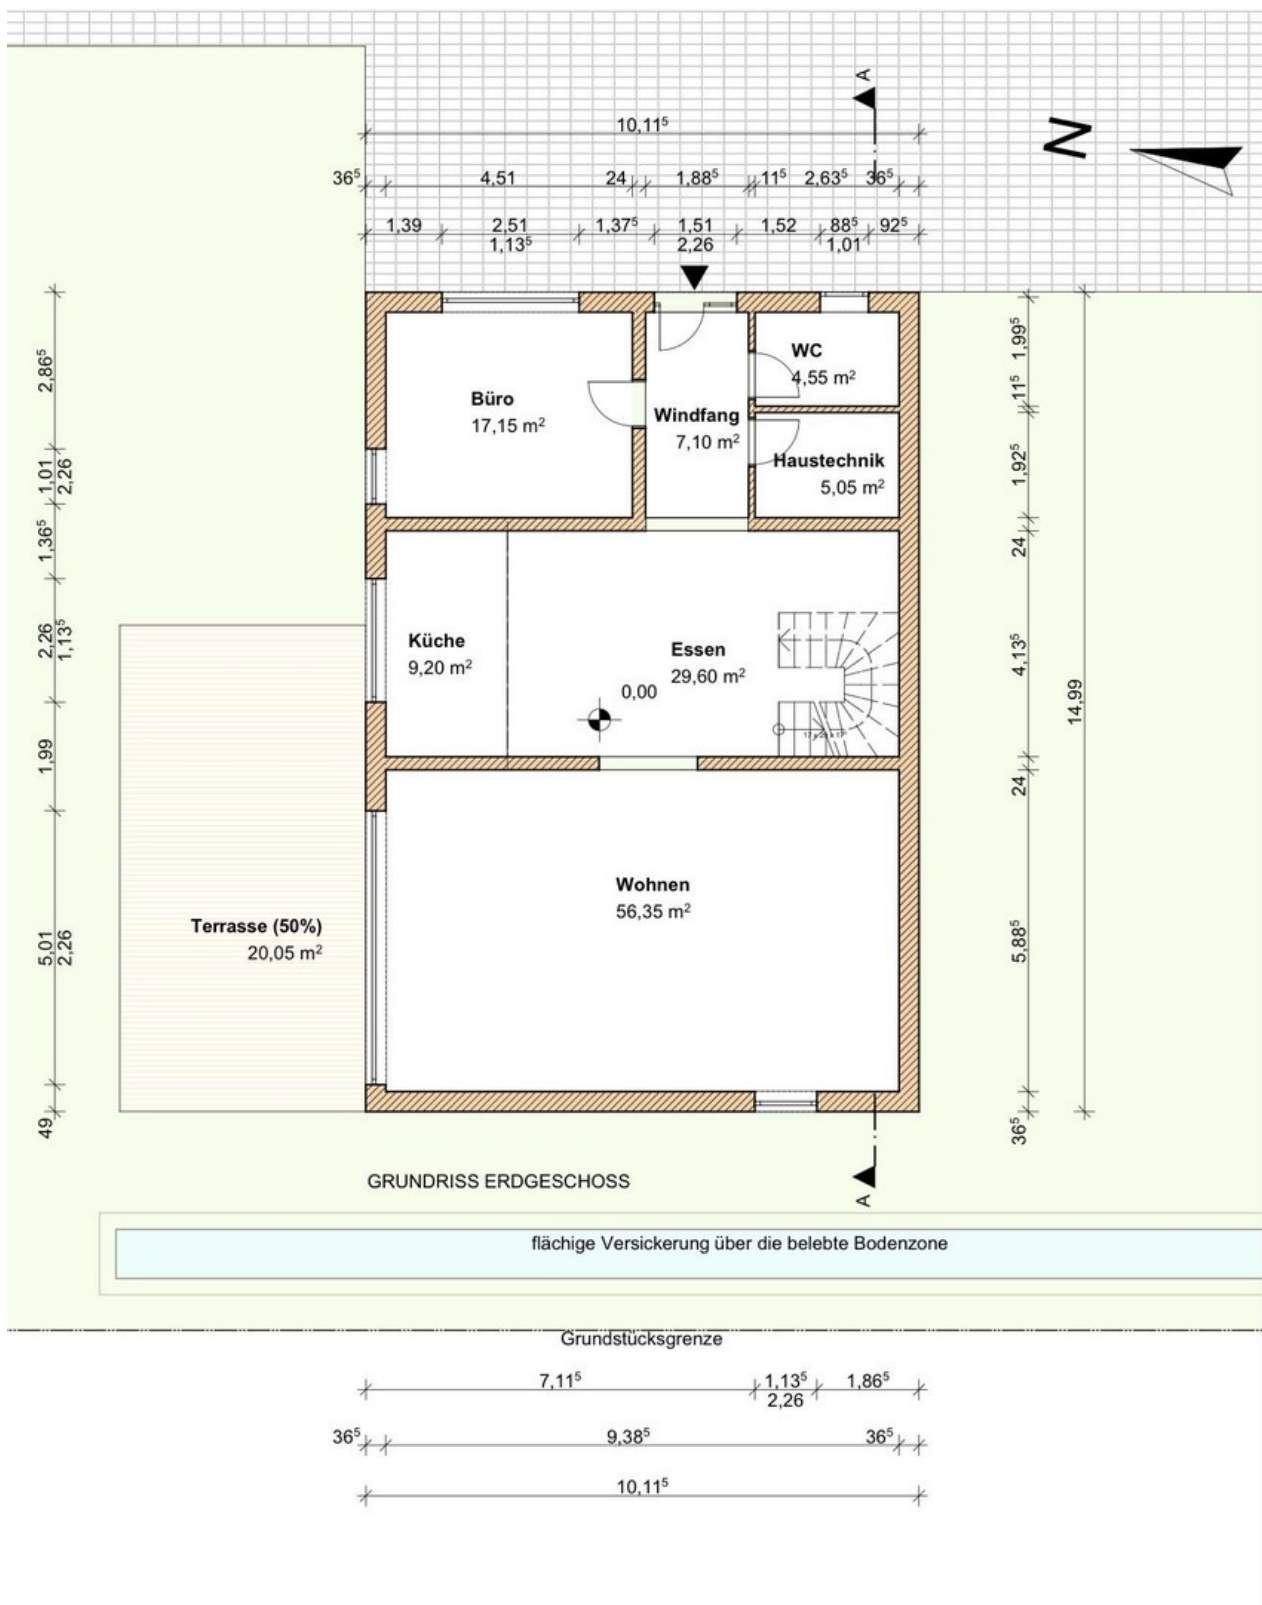 A
N
10,11⁵
36⁵ 4,51 24 1,88⁵ 11⁵ 2,63⁵ 36⁵
1,39 2,51 1,37⁵ 1,51 1,52 88⁵ 92⁵
1,13⁵ 2,26 1,01
2,86⁵
1,01
2,26
1,36⁵
2,26
1,13⁵
1,99
5,01
2,26
49
Büro
17,15 m²
Windfang
7,10 m²
WC
4,55 m²
Haustechnik
5,05 m²
Küche
9,20 m²
Essen
29,60 m²
0,00
Wohnen
56,35 m²
Terrasse (50%)
20,05 m²
1,99⁵
11⁵
1,92⁵
24
4,13⁵
24
5,88⁵
36⁵
14,99
GRUNDRISS ERDGESCHOSS
A
flächige Versickerung über die belebte Bodenzone
Grundstücksgrenze
7,11⁵ 1,13⁵ 1,86⁵
2,26
36⁵ 9,38⁵ 36⁵
10,11⁵